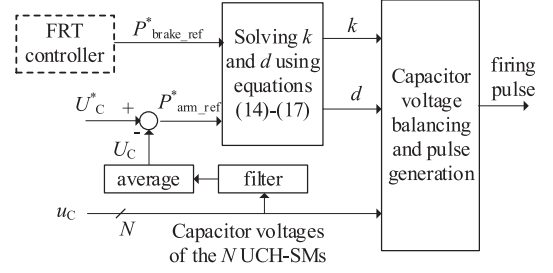 FRT
controller
P*brake_ref
Solving k
and d using
equations
(14)-(17)
k
d
Capacitor
voltage
balancing
and pulse
generation
firing
pulse
U*C
+
-
P*arm_ref
UC
average
filter
uC
N
Capacitor voltages
of the N UCH-SMs